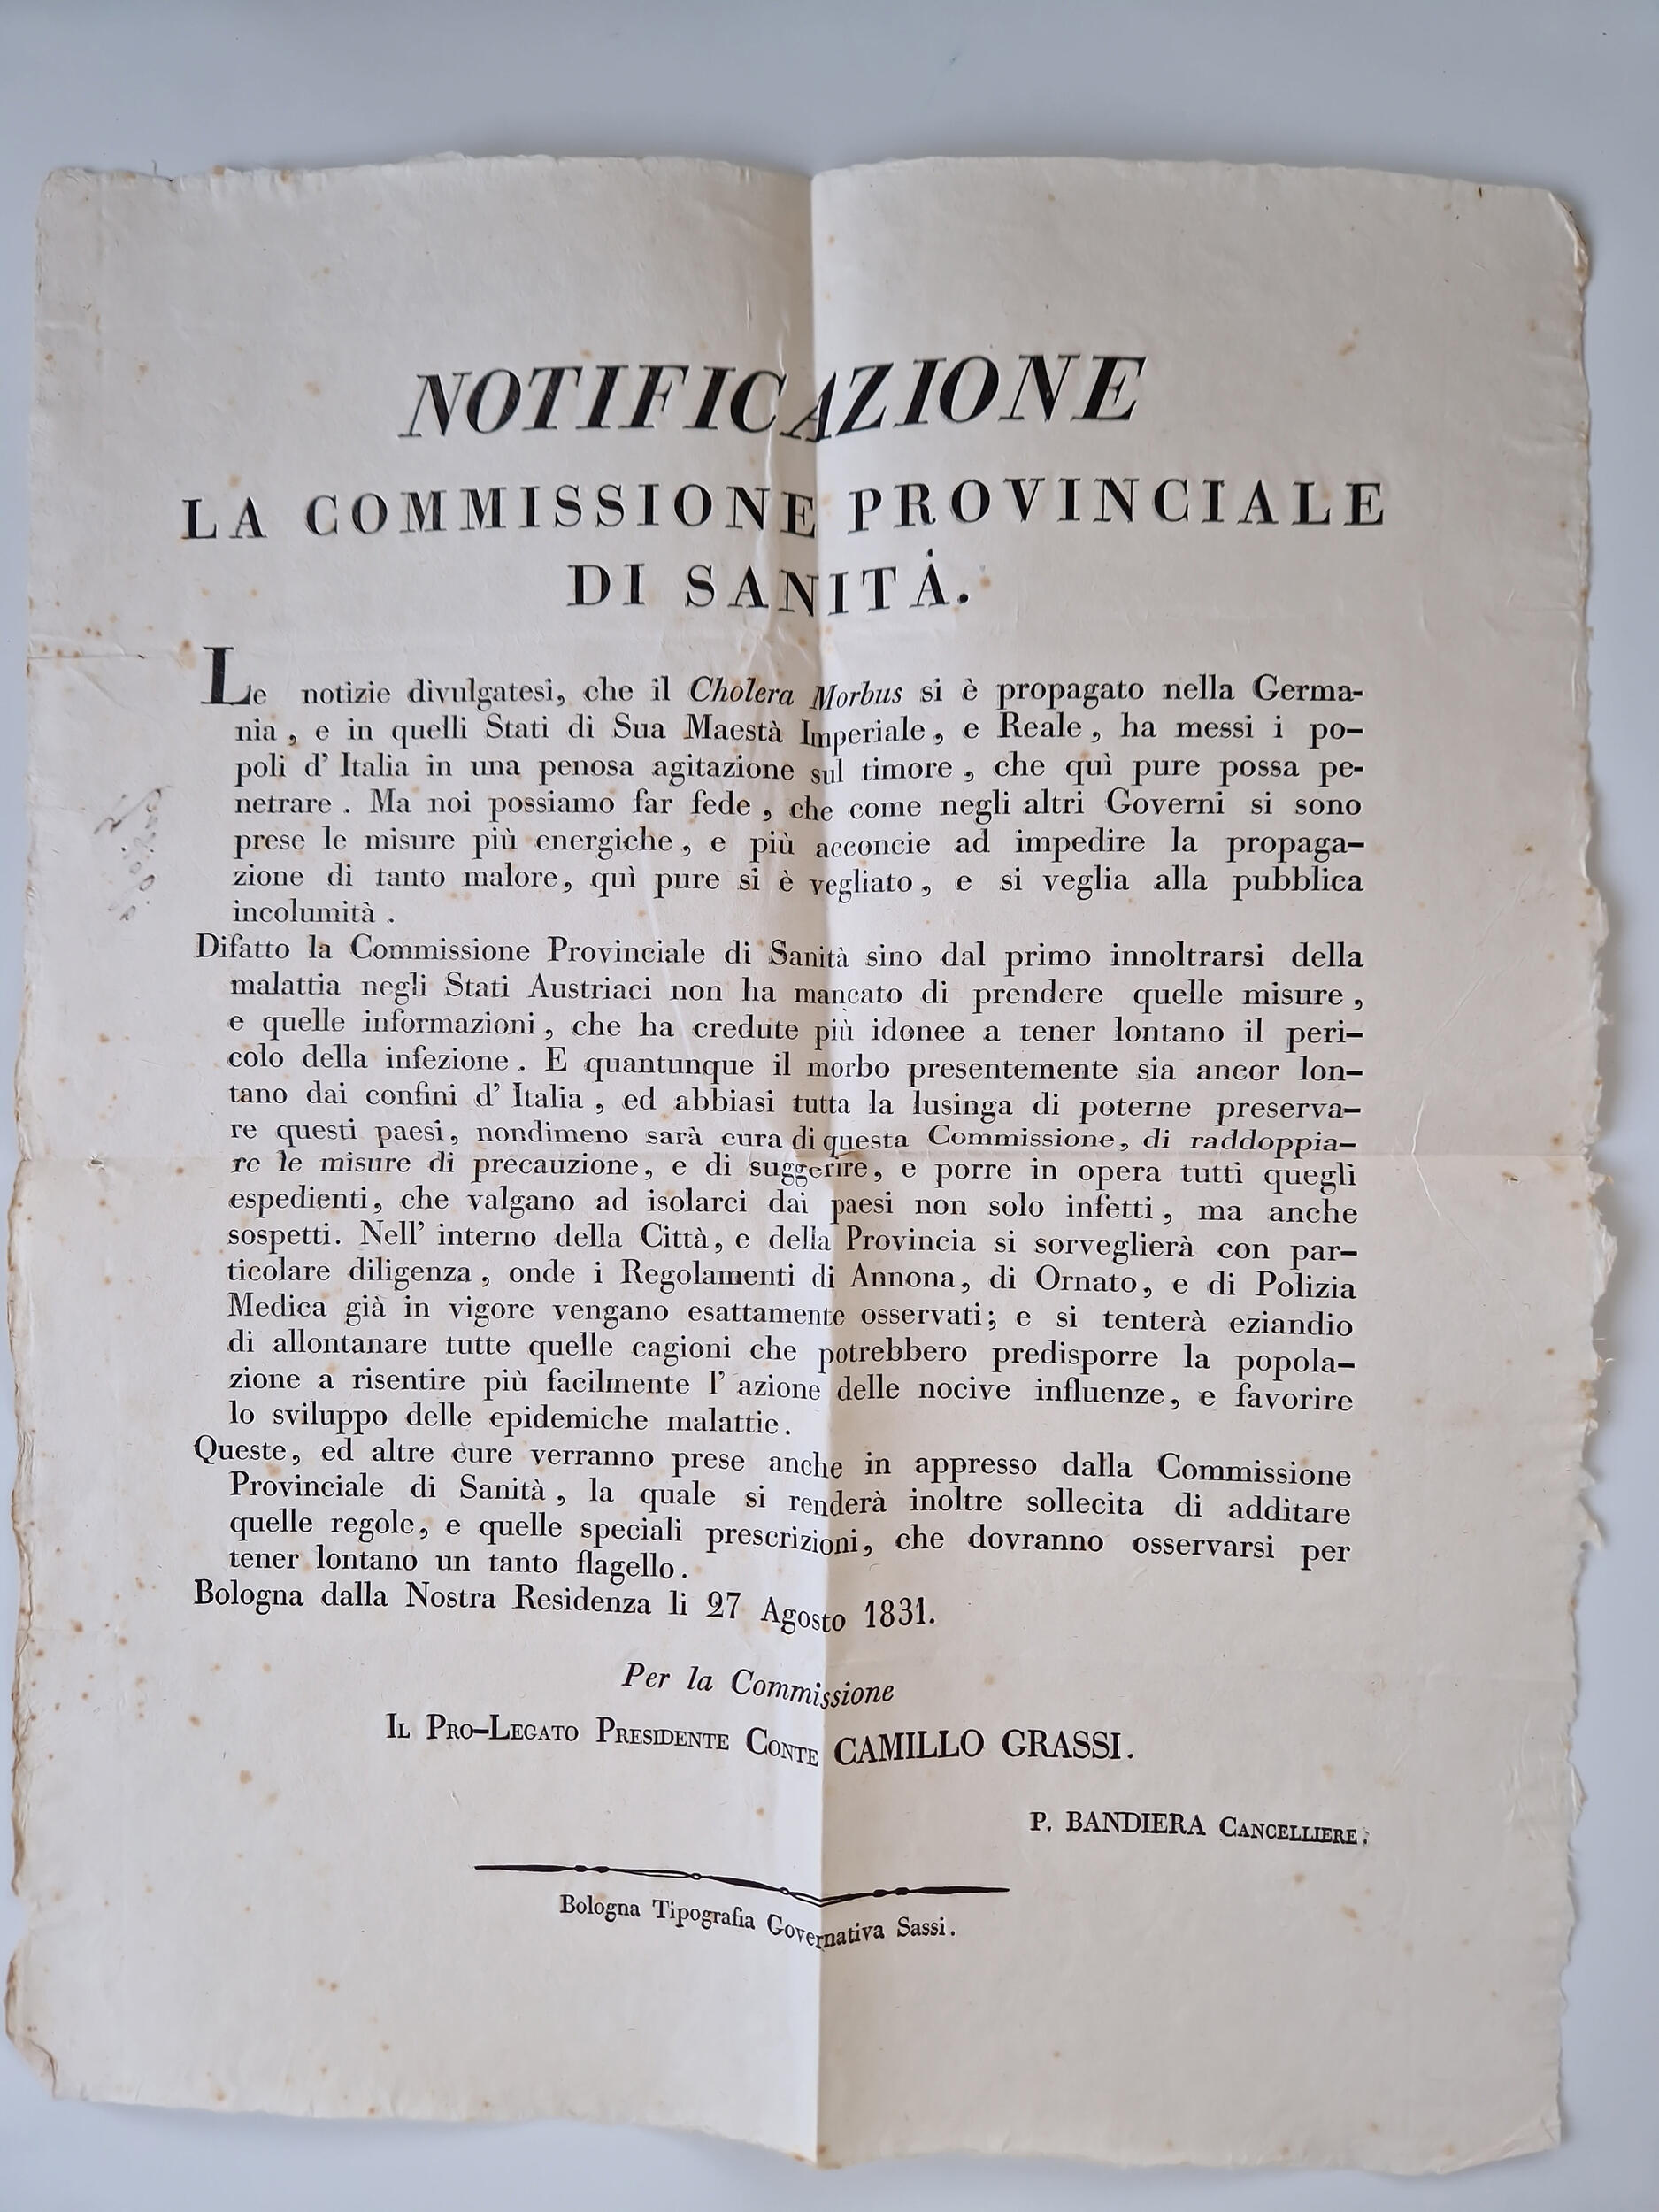 NOTIFICAZIONE
LA COMMISSIONE PROVINCIALE
DI SANITÀ.
Le notizie divulgatesi, che il Cholera Morbus si è propagato nella Germa-
nia , e in quelli Stati di Sua Maestà Imperiale , e Reale , ha messi i po-
poli d' Italia in una penosa agitazione sul timore , che quì pure possa pe-
netrare . Ma noi possiamo far fede , che come negli altri Governi si sono
prese le misure più energiche , e più acconcie ad impedire la propaga-
zione di tanto malore , quì pure si è vegliato , e si veglia alla pubblica
incolumità .
Difatto la Commissione Provinciale di Sanità sino dal primo innoltrarsi della
malattia negli Stati Austriaci non ha mancato di prendere quelle misure ,
e quelle informazioni , che ha credute più idonee a tener lontano il peri-
colo della infezione . E quantunque il morbo presentemente sia ancor lon-
tano dai confini d' Italia , ed abbiasi tutta la lusinga di poterne preserva-
re questi paesi , nondimeno sarà cura di questa Commissione, di raddoppia-
re le misure di precauzione, e di suggerire, e porre in opera tutti quegli
espedienti, che valgano ad isolarci dai paesi non solo infetti , ma anche
sospetti. Nell' interno della Città, e della Provincia si sorveglierà con par-
ticolare diligenza , onde i Regolamenti di Annona, di Ornato, e di Polizia
Medica già in vigore vengano esattamente osservati; e si tenterà eziandio
di allontanare tutte quelle cagioni che potrebbero predisporre la popola-
zione a risentire più facilmente l' azione delle nocive influenze, e favorire
lo sviluppo delle epidemiche malattie.
Queste, ed altre cure verranno prese anche in appresso dalla Commissione
Provinciale di Sanità , la quale si renderà inoltre sollecita di additare
quelle regole, e quelle speciali prescrizioni, che dovranno osservarsi per
tener lontano un tanto flagello.
Bologna dalla Nostra Residenza li 27 Agosto 1831.
Per la Commissione
IL PRO-LEGATO PRESIDENTE CONTE CAMILLO GRASSI.
P. BANDIERA CANCELLIERE.
Bologna Tipografia Governativa Sassi.